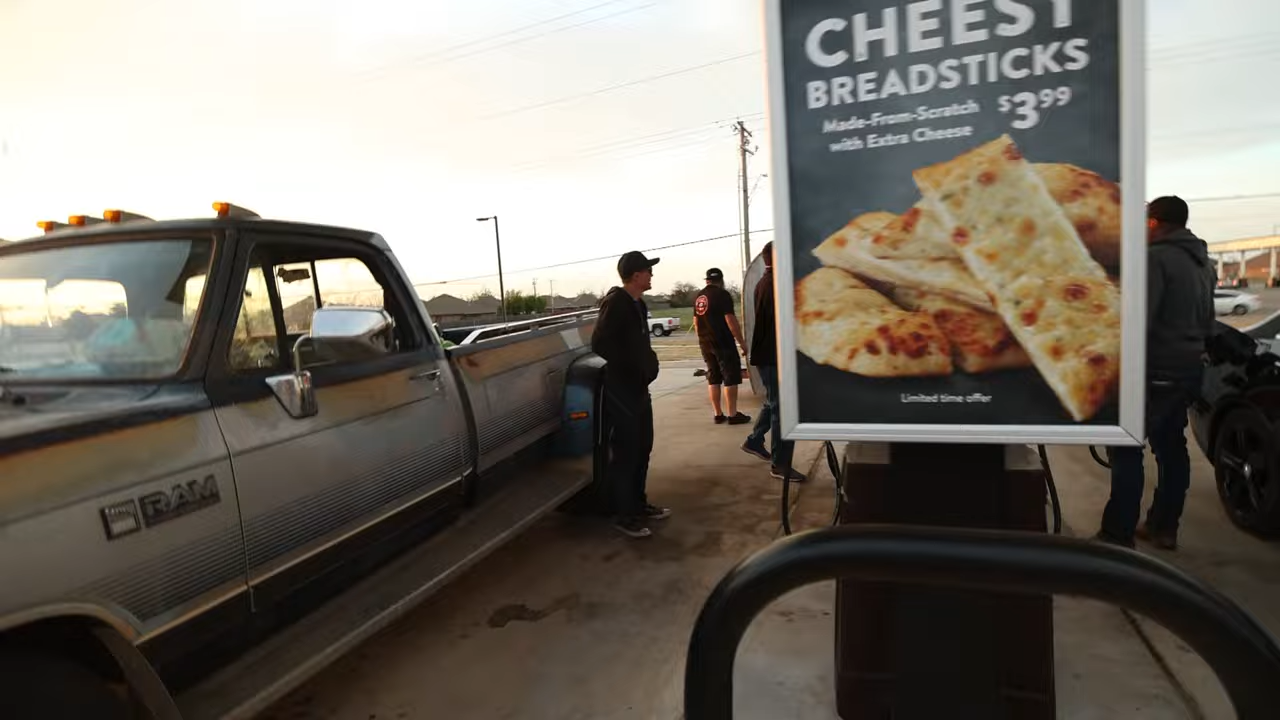 CHEESY
BREADSTICKS
Made-From-Scratch
with Extra Cheese
$3.99
Limited time offer
RAM